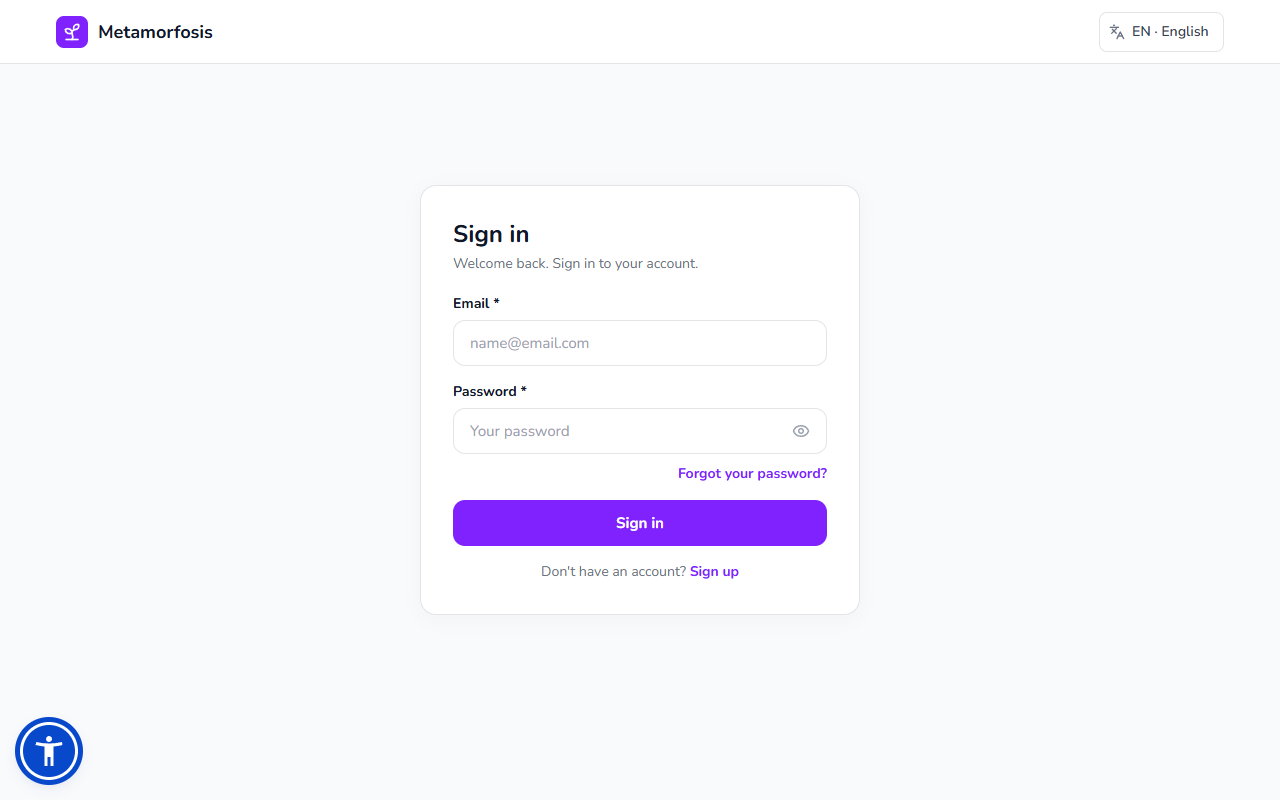 Metamorfosis
EN · English
Sign in
Welcome back. Sign in to your account.
Email *
name@email.com
Password *
Your password
Forgot your password?
Sign in
Don't have an account? Sign up